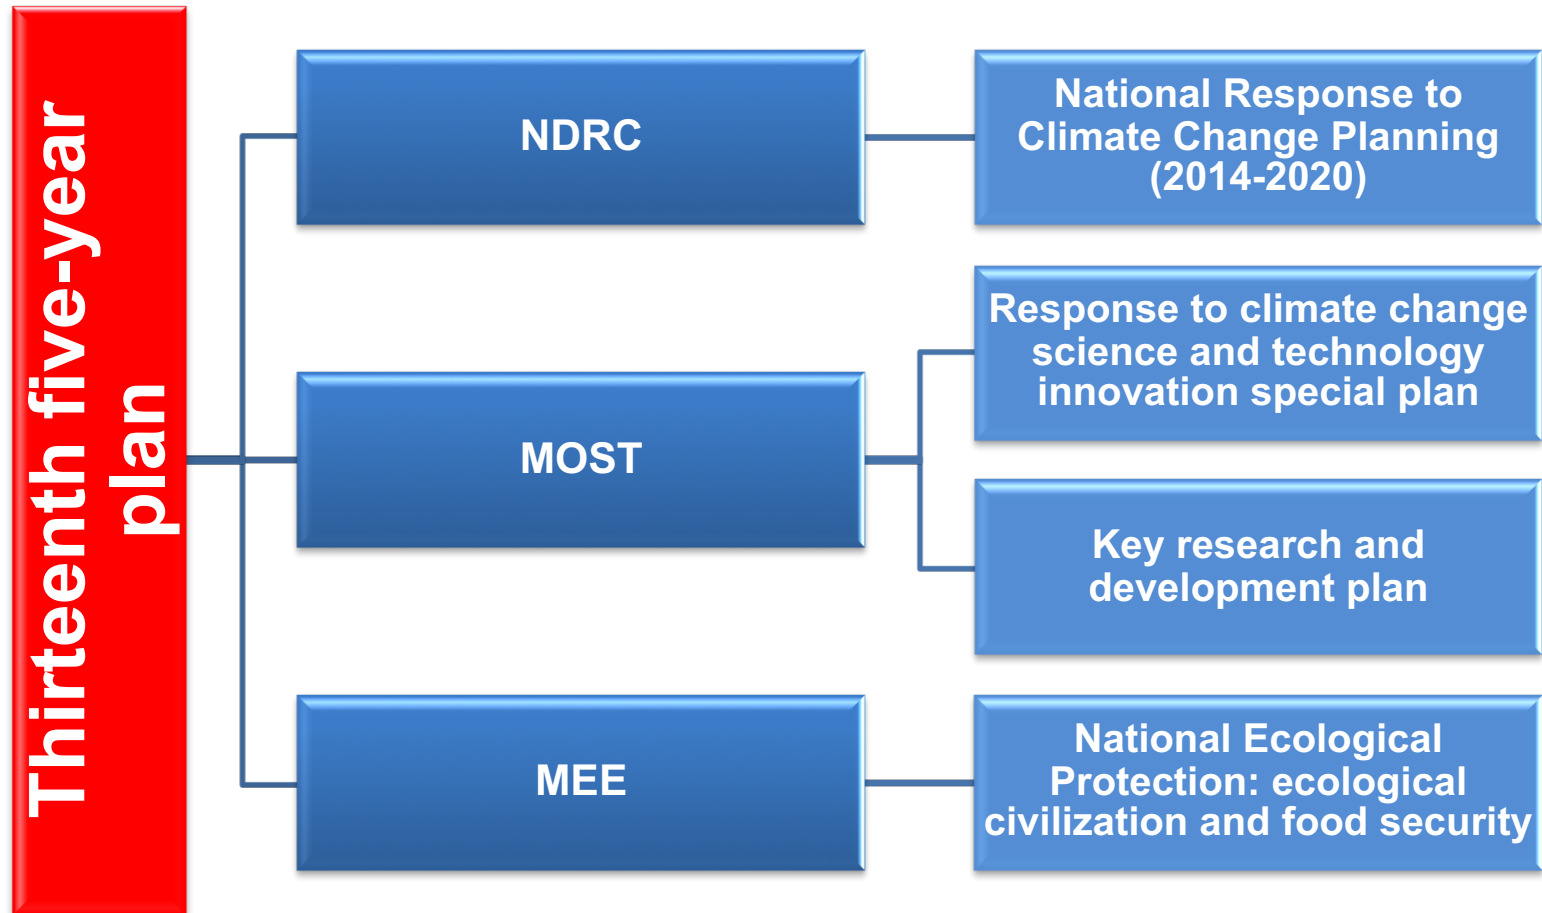 Thirteenth five-year
plan
NDRC
National Response to
Climate Change Planning
(2014-2020)
MOST
Response to climate change
science and technology
innovation special plan
Key research and
development plan
MEE
National Ecological
Protection: ecological
civilization and food security